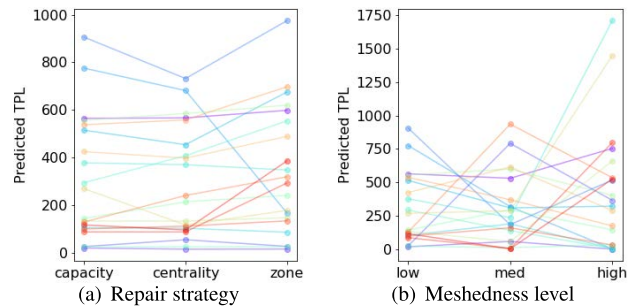 1000
800
600
400
200
0
Predicted TPL
capacity centrality zone
(a) Repair strategy
1750
1500
1250
1000
750
500
250
0
Predicted TPL
low med high
(b) Meshedness level